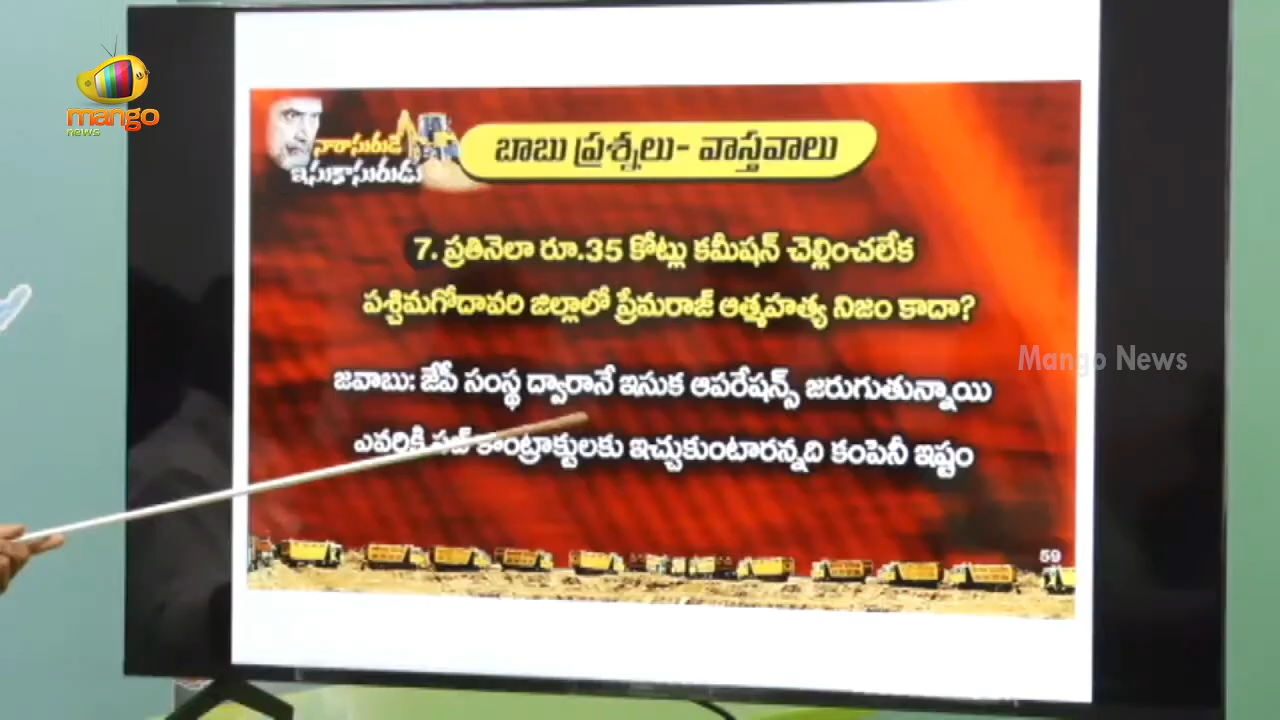 mango
news
నారాసురుడే
ఇసుకాసురుడు
బాబు ప్రశ్నలు- వాస్తవాలు
7. ప్రతినెలా రూ.35 కోట్లు కమీషన్ చెల్లించలేక
పశ్చిమగోదావరి జిల్లాలో ప్రేమరాజ్ ఆత్మహత్య నిజం కాదా?
Mango News
జవాబు: జేపీ సంస్థ ద్వారానే ఇసుక ఆపరేషన్స్ జరుగుతున్నాయి
ఎవరికి సబ్ కాంట్రాక్టులకు ఇచ్చుకుంటారన్నది కంపెనీ ఇష్టం
59